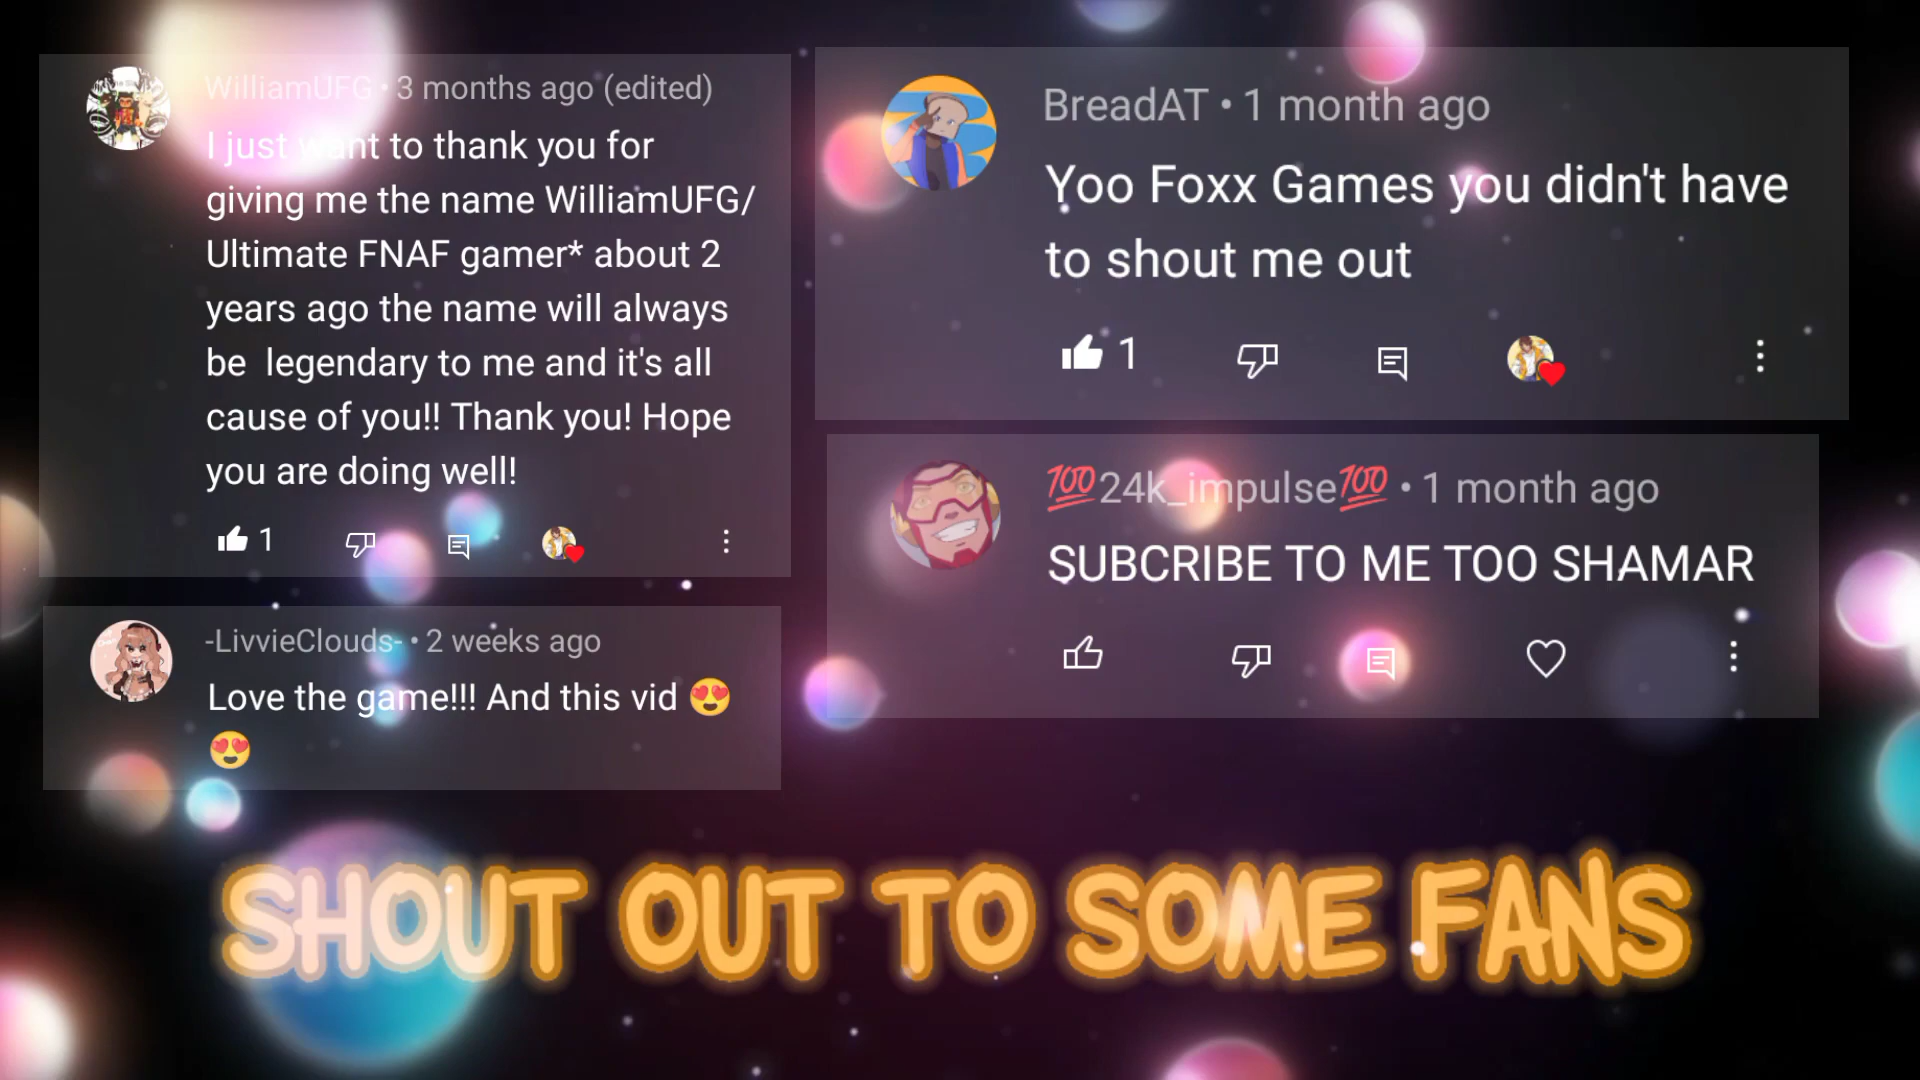 WilliamUFG • 3 months ago (edited)
I just want to thank you for
giving me the name WilliamUFG/
Ultimate FNAF gamer* about 2
years ago the name will always
be  legendary to me and it's all
cause of you!! Thank you! Hope
you are doing well!
1
-LivvieClouds- • 2 weeks ago
Love the game!!! And this vid 😍
😍
BreadAT • 1 month ago
Yoo Foxx Games you didn't have
to shout me out
1
💯24k_impulse💯 • 1 month ago
SUBCRIBE TO ME TOO SHAMAR
SHOUT OUT TO SOME FANS